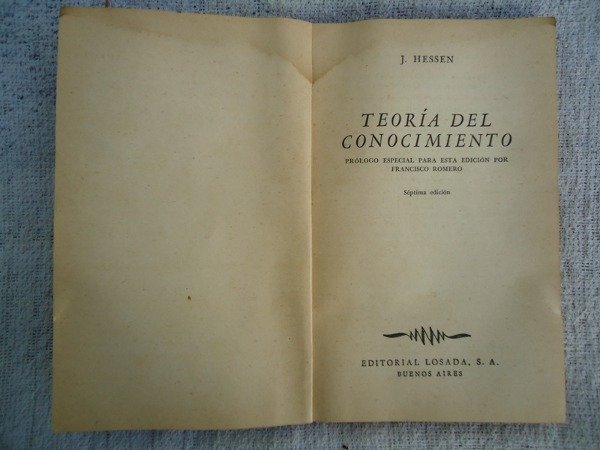 J. HESSEN
TEORÍA DEL
CONOCIMIENTO
PRÓLOGO ESPECIAL PARA ESTA EDICIÓN POR
FRANCISCO ROMERO
Séptima edición
EDITORIAL LOSADA, S. A.
BUENOS AIRES